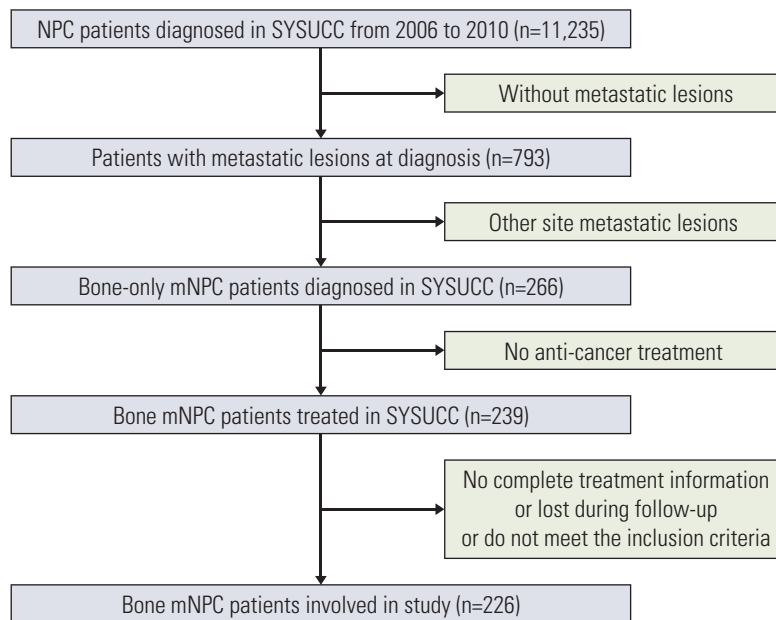 NPC patients diagnosed in SYSUCC from 2006 to 2010 (n=11,235)
Without metastatic lesions
Patients with metastatic lesions at diagnosis (n=793)
Other site metastatic lesions
Bone-only mNPC patients diagnosed in SYSUCC (n=266)
No anti-cancer treatment
Bone mNPC patients treated in SYSUCC (n=239)
No complete treatment information
or lost during follow-up
or do not meet the inclusion criteria
Bone mNPC patients involved in study (n=226)